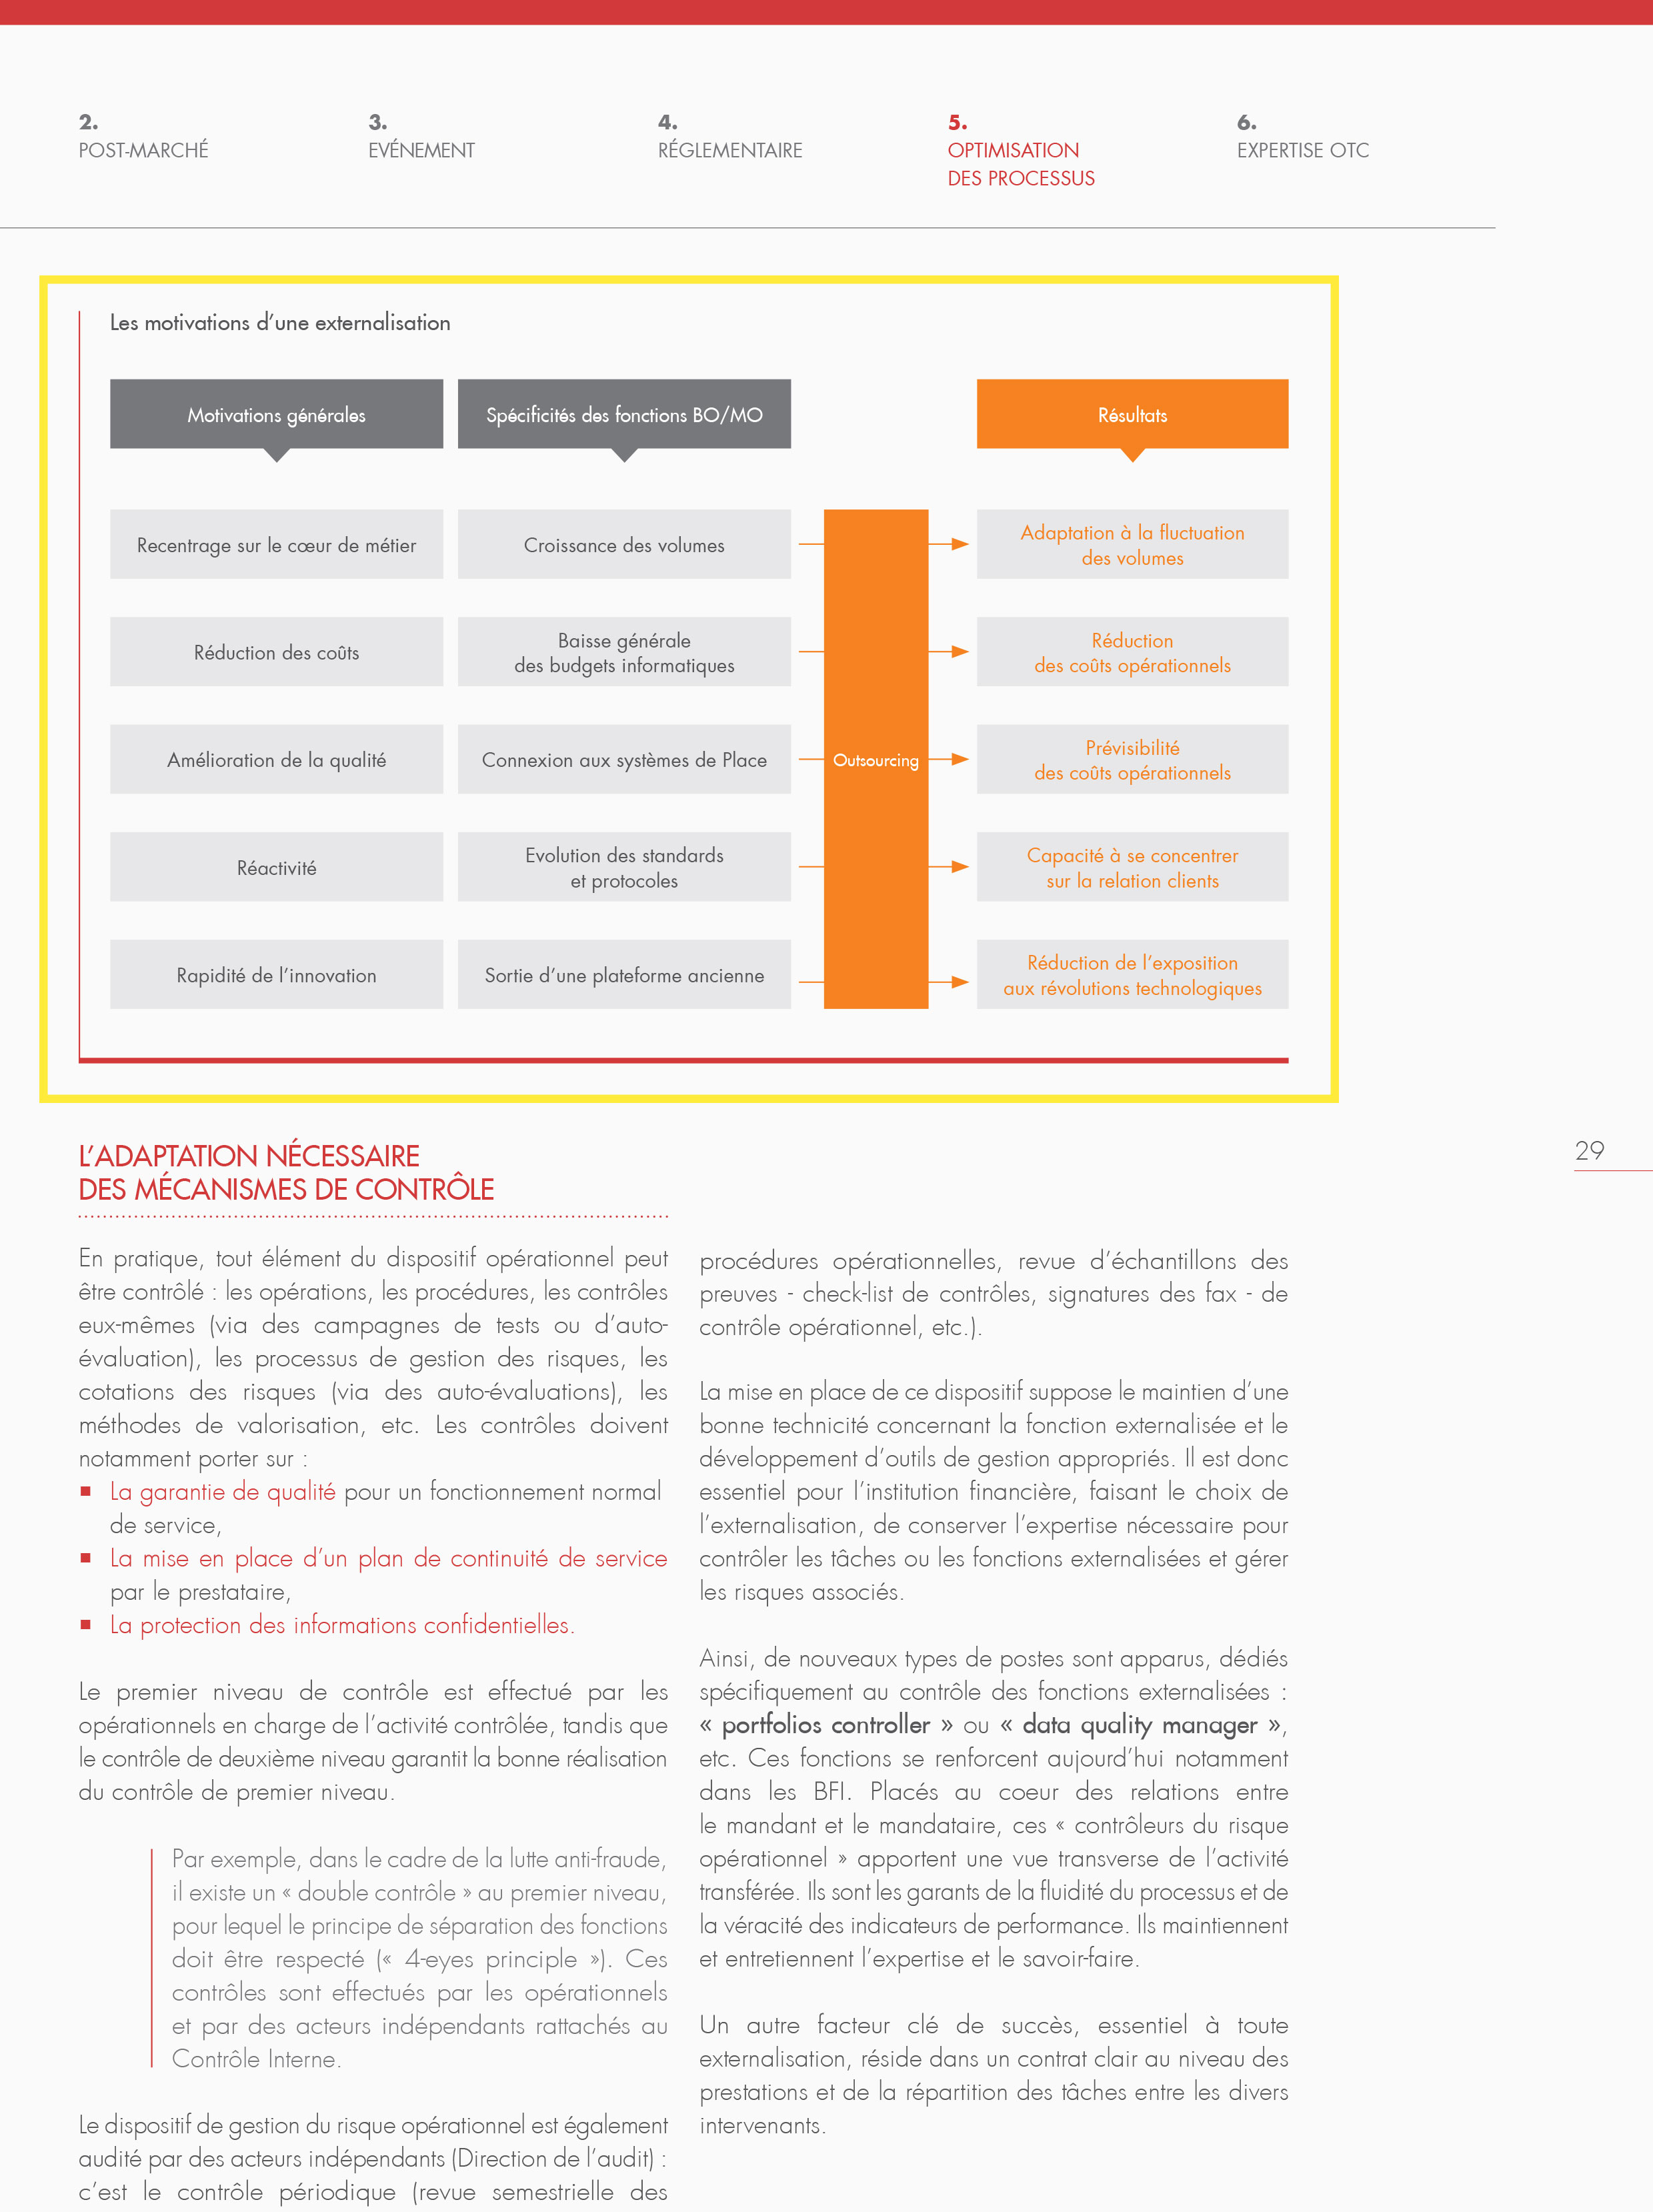 2.
POST-MARCHÉ
3.
EVÉNEMENT
4.
RÉGLEMENTAIRE
5.
OPTIMISATION
DES PROCESSUS
6.
EXPERTISE OTC
Les motivations d’une externalisation
Motivations générales
Spécificités des fonctions BO/MO
Résultats
Recentrage sur le cœur de métier
Croissance des volumes
Adaptation à la fluctuation
des volumes
Réduction des coûts
Baisse générale
des budgets informatiques
Réduction
des coûts opérationnels
Amélioration de la qualité
Connexion aux systèmes de Place
Outsourcing
Prévisibilité
des coûts opérationnels
Réactivité
Evolution des standards
et protocoles
Capacité à se concentrer
sur la relation clients
Rapidité de l’innovation
Sortie d’une plateforme ancienne
Réduction de l’exposition
aux révolutions technologiques
29
L’ADAPTATION NÉCESSAIRE
DES MÉCANISMES DE CONTRÔLE
En pratique, tout élément du dispositif opérationnel peut
être contrôlé : les opérations, les procédures, les contrôles
eux-mêmes (via des campagnes de tests ou d’auto-
évaluation), les processus de gestion des risques, les
cotations des risques (via des auto-évaluations), les
méthodes de valorisation, etc. Les contrôles doivent
notamment porter sur :
■ La garantie de qualité pour un fonctionnement normal
de service,
■ La mise en place d’un plan de continuité de service
par le prestataire,
■ La protection des informations confidentielles.
Le premier niveau de contrôle est effectué par les
opérationnels en charge de l’activité contrôlée, tandis que
le contrôle de deuxième niveau garantit la bonne réalisation
du contrôle de premier niveau.
Par exemple, dans le cadre de la lutte anti-fraude,
il existe un « double contrôle » au premier niveau,
pour lequel le principe de séparation des fonctions
doit être respecté (« 4-eyes principle »). Ces
contrôles sont effectués par les opérationnels
et par des acteurs indépendants rattachés au
Contrôle Interne.
Le dispositif de gestion du risque opérationnel est également
audité par des acteurs indépendants (Direction de l’audit) :
c’est le contrôle périodique (revue semestrielle des
procédures opérationnelles, revue d’échantillons des
preuves - check-list de contrôles, signatures des fax - de
contrôle opérationnel, etc.).
La mise en place de ce dispositif suppose le maintien d’une
bonne technicité concernant la fonction externalisée et le
développement d’outils de gestion appropriés. Il est donc
essentiel pour l’institution financière, faisant le choix de
l’externalisation, de conserver l’expertise nécessaire pour
contrôler les tâches ou les fonctions externalisées et gérer
les risques associés.
Ainsi, de nouveaux types de postes sont apparus, dédiés
spécifiquement au contrôle des fonctions externalisées :
« portfolios controller » ou « data quality manager »,
etc. Ces fonctions se renforcent aujourd’hui notamment
dans les BFI. Placés au coeur des relations entre
le mandant et le mandataire, ces « contrôleurs du risque
opérationnel » apportent une vue transverse de l’activité
transférée. Ils sont les garants de la fluidité du processus et de
la véracité des indicateurs de performance. Ils maintiennent
et entretiennent l’expertise et le savoir-faire.
Un autre facteur clé de succès, essentiel à toute
externalisation, réside dans un contrat clair au niveau des
prestations et de la répartition des tâches entre les divers
intervenants.